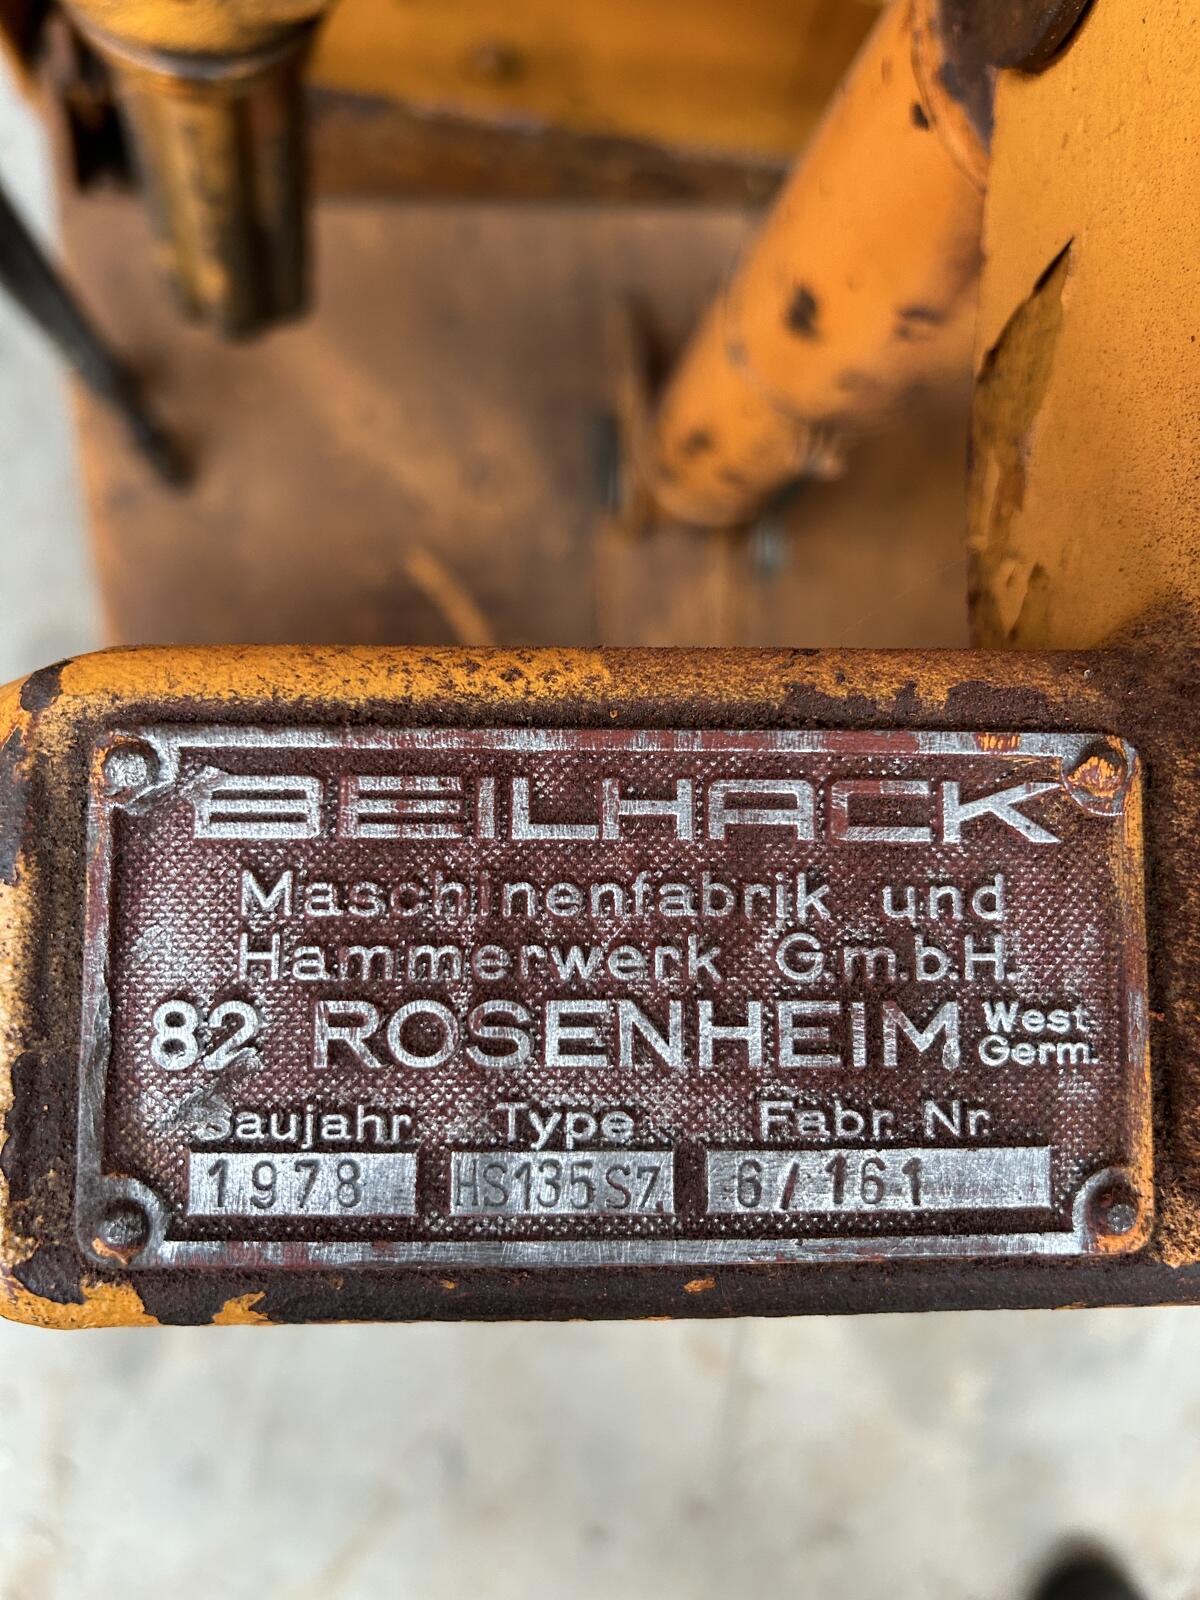 BEILHACK
Maschinenfabrik und
Hammerwerk G.m.b.H.
82 ROSENHEIM West Germ.
Baujahr Type Fabr. Nr.
1978 HS135S7 6/161